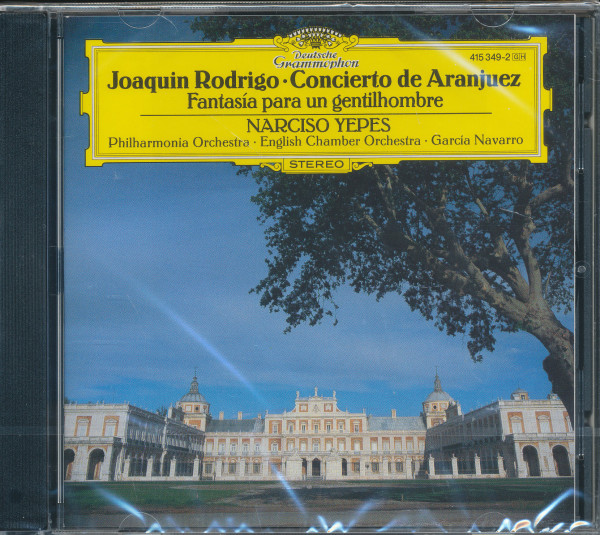 Deutsche
Grammophon
415 349-2 GH
Joaquin Rodrigo · Concierto de Aranjuez
Fantasía para un gentilhombre
NARCISO YEPES
Philharmonia Orchestra · English Chamber Orchestra · García Navarro
STEREO